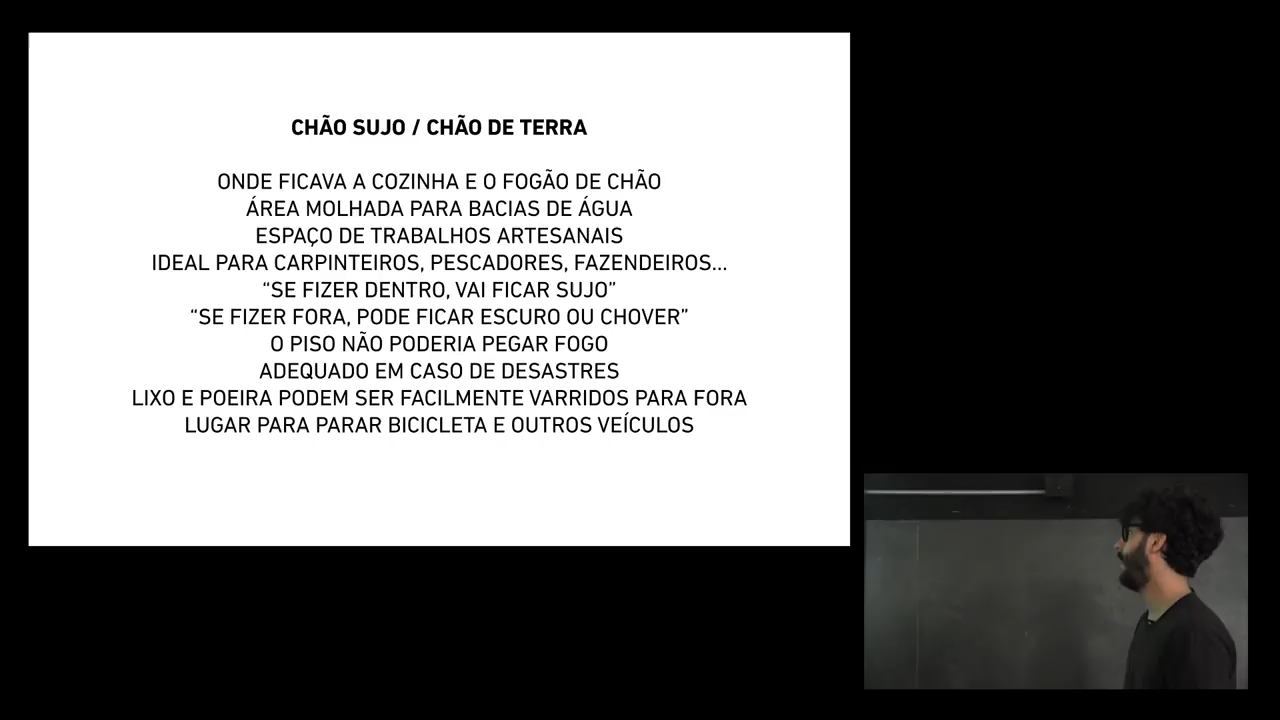 CHÃO SUJO / CHÃO DE TERRA
ONDE FICAVA A COZINHA E O FOGÃO DE CHÃO
ÁREA MOLHADA PARA BACIAS DE ÁGUA
ESPAÇO DE TRABALHOS ARTESANAIS
IDEAL PARA CARPINTEIROS, PESCADORES, FAZENDEIROS...
“SE FIZER DENTRO, VAI FICAR SUJO”
“SE FIZER FORA, PODE FICAR ESCURO OU CHOVER”
O PISO NÃO PODERIA PEGAR FOGO
ADEQUADO EM CASO DE DESASTRES
LIXO E POEIRA PODEM SER FACILMENTE VARRIDOS PARA FORA
LUGAR PARA PARAR BICICLETA E OUTROS VEÍCULOS